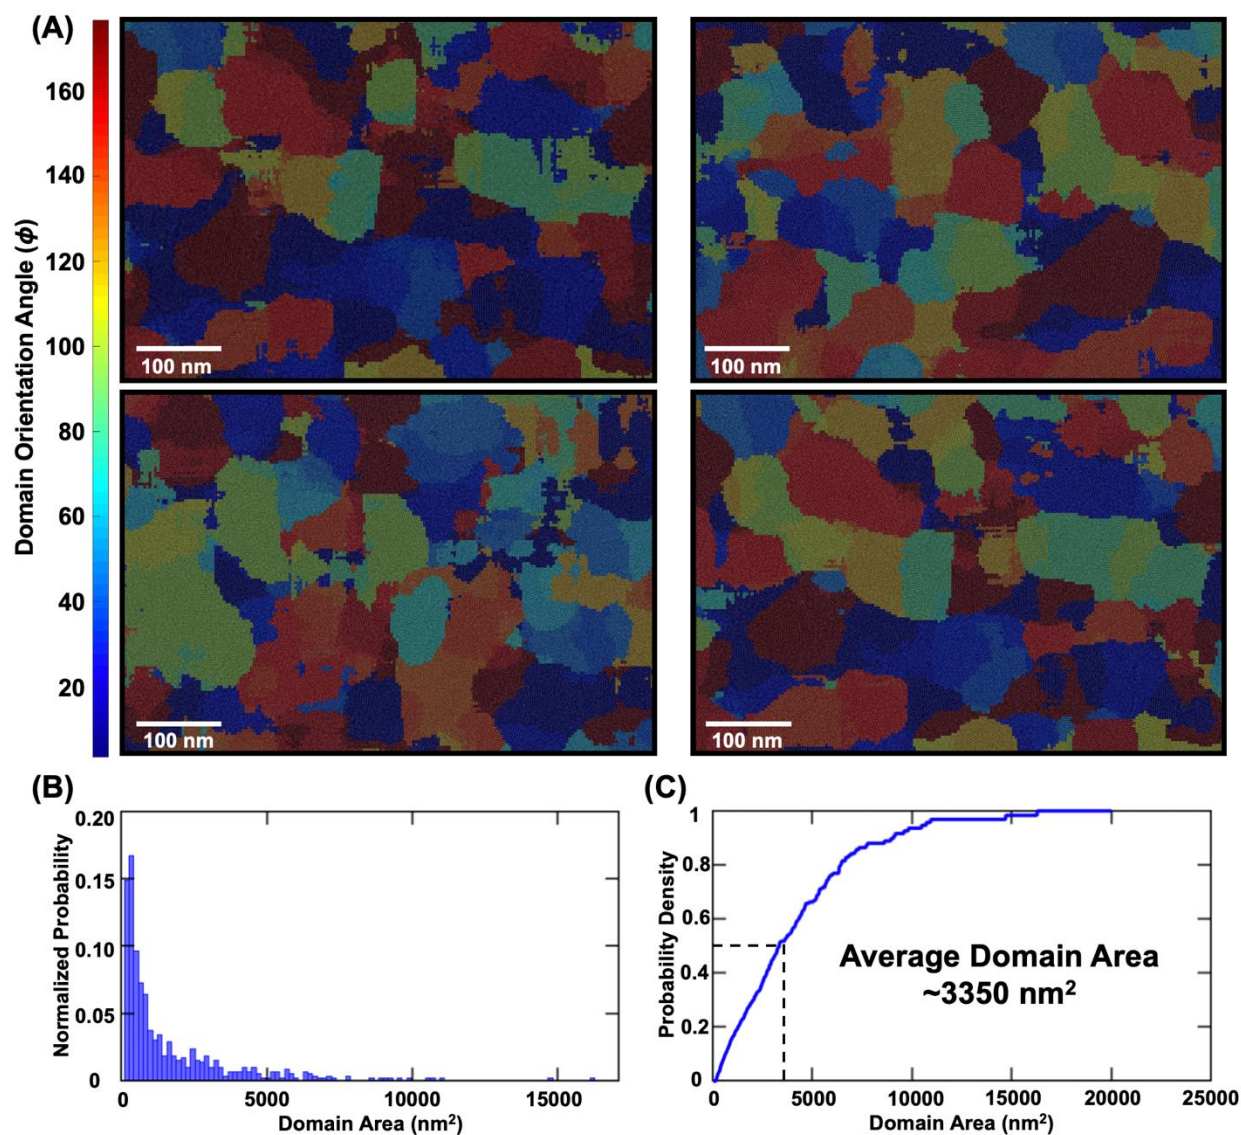 (A)
Domain Orientation Angle (ϕ)
160
140
120
100
80
60
40
20
100 nm
100 nm
100 nm
100 nm
(B)
Normalized Probability
0.20
0.15
0.10
0.05
0
0
5000
10000
15000
Domain Area (nm²)
(C)
Probability Density
1
0.8
0.6
0.4
0.2
0
0
5000
10000
15000
20000
25000
Domain Area (nm²)
Average Domain Area
~3350 nm²